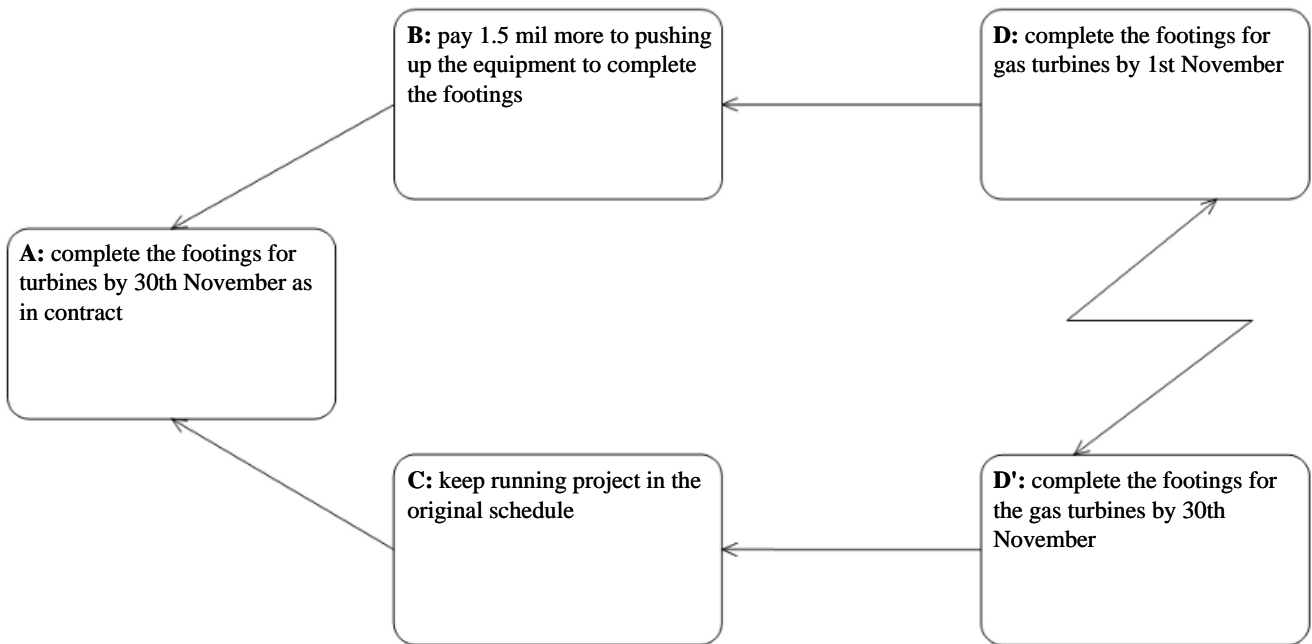 B: pay 1.5 mil more to pushing
up the equipment to complete
the footings
D: complete the footings for
gas turbines by 1st November
A: complete the footings for
turbines by 30th November as
in contract
C: keep running project in the
original schedule
D': complete the footings for
the gas turbines by 30th
November